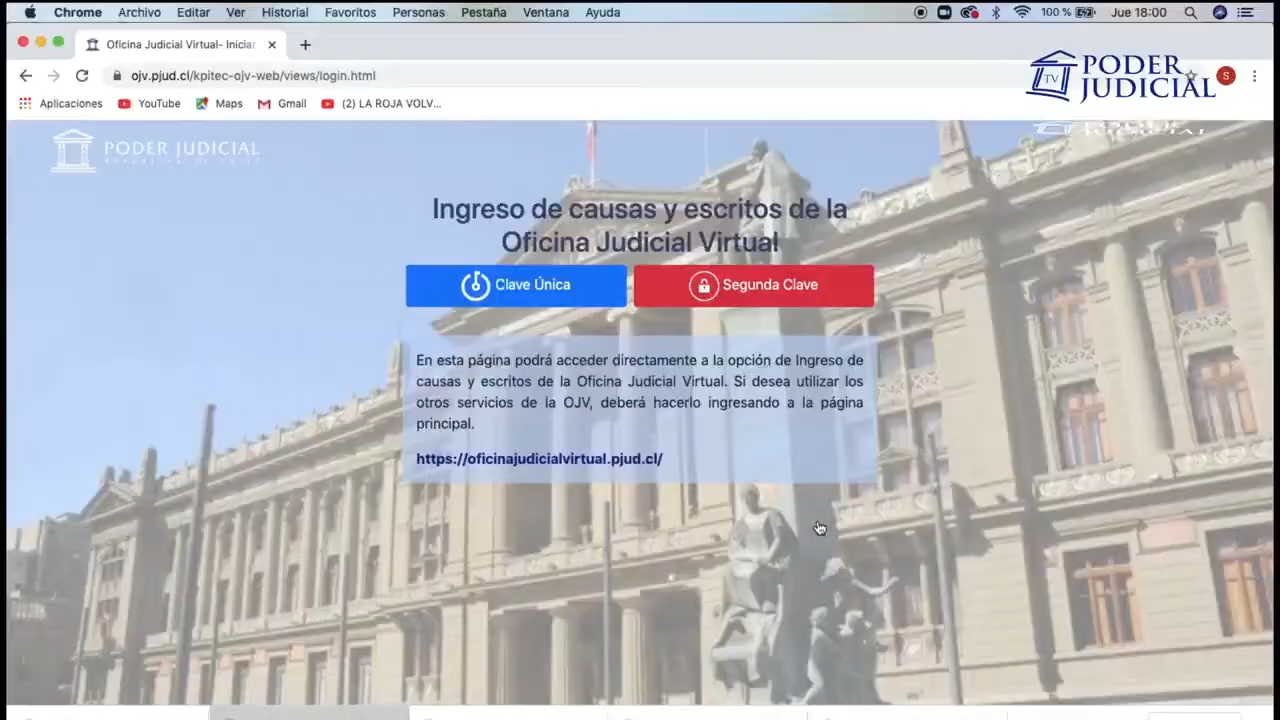 Chrome Archivo Editar Ver Historial Favoritos Personas Pestaña Ventana Ayuda 100 % Jue 18:00
Oficina Judicial Virtual- Iniciar
ojv.pjud.cl/kpitec-ojv-web/views/login.html S
TV PODER JUDICIAL
Aplicaciones YouTube Maps Gmail (2) LA ROJA VOLV...
PODER JUDICIAL
Ingreso de causas y escritos de la
Oficina Judicial Virtual
Clave Única Segunda Clave
En esta página podrá acceder directamente a la opción de Ingreso de
causas y escritos de la Oficina Judicial Virtual. Si desea utilizar los
otros servicios de la OJV, deberá hacerlo ingresando a la página
principal.
https://oficinajudicialvirtual.pjud.cl/